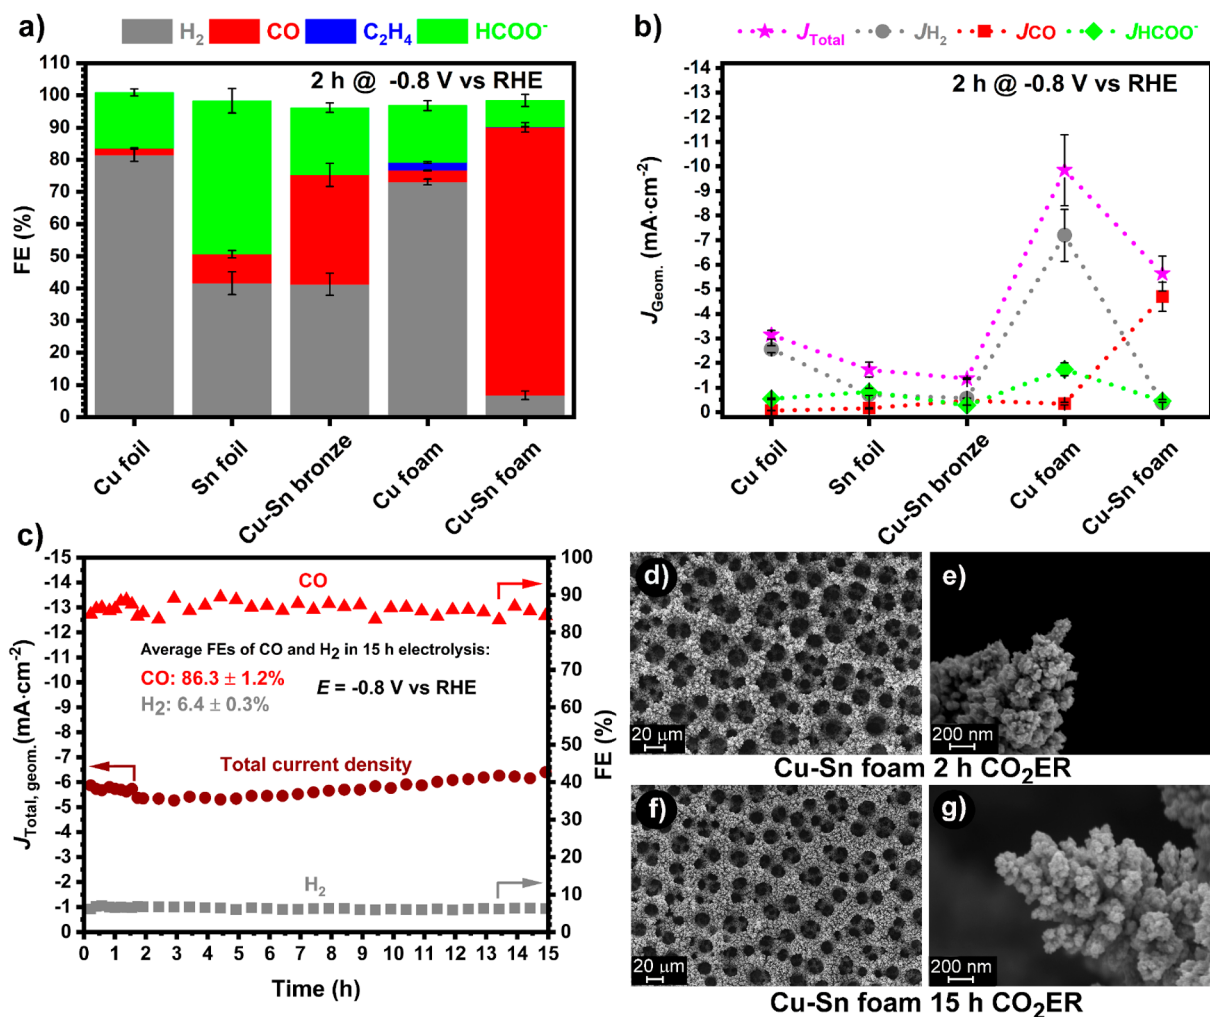 a)
H₂ CO C₂H₄ HCOO⁻
2 h @ -0.8 V vs RHE
FE (%)
110
100
90
80
70
60
50
40
30
20
10
0
Cu foil
Sn foil
Cu-Sn bronze
Cu foam
Cu-Sn foam
b)
J_Total J_H₂ J_CO J_HCOO⁻
2 h @ -0.8 V vs RHE
J_Geom. (mA·cm⁻²)
-14
-13
-12
-11
-10
-9
-8
-7
-6
-5
-4
-3
-2
-1
0
Cu foil
Sn foil
Cu-Sn bronze
Cu foam
Cu-Sn foam
c)
J_Total, geom. (mA·cm⁻²)
-15
-14
-13
-12
-11
-10
-9
-8
-7
-6
-5
-4
-3
-2
-1
0
CO
Average FEs of CO and H₂ in 15 h electrolysis:
CO: 86.3 ± 1.2%
E = -0.8 V vs RHE
H₂: 6.4 ± 0.3%
Total current density
H₂
100
90
80
70
60
50
40
30
20
10
0
FE (%)
0 1 2 3 4 5 6 7 8 9 10 11 12 13 14 15
Time (h)
d)
20 µm
e)
200 nm
Cu-Sn foam 2 h CO₂ER
f)
20 µm
g)
200 nm
Cu-Sn foam 15 h CO₂ER